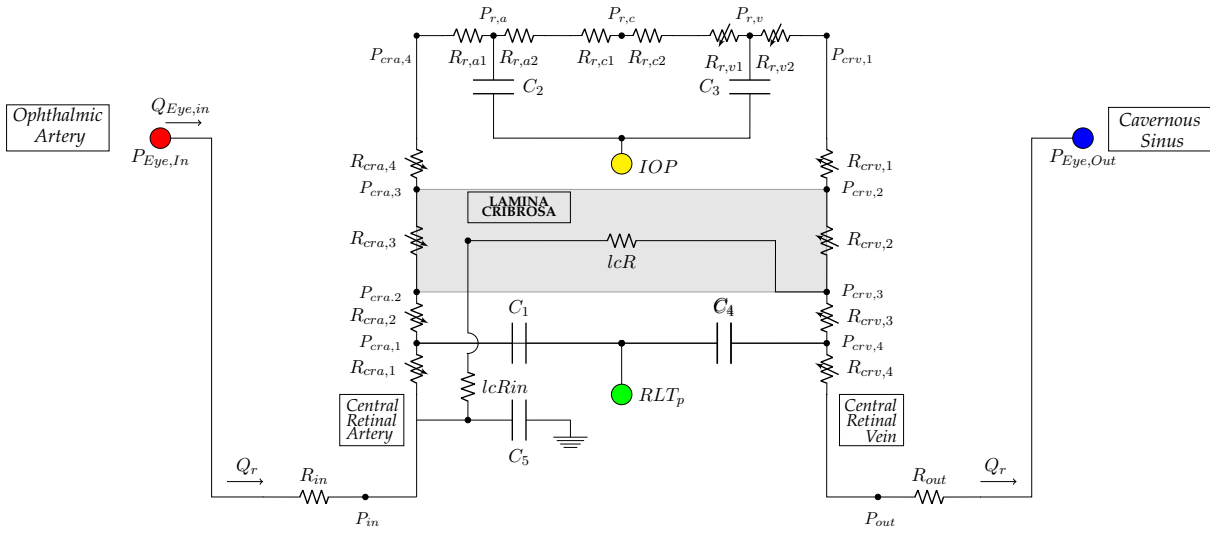 P_{r,a} P_{r,c} P_{r,v}
P_{cra,4} R_{r,a1} R_{r,a2} R_{r,c1} R_{r,c2} R_{r,v1} R_{r,v2} P_{crv,1}
C_2 C_3
Ophthalmic
Artery
Q_{Eye,in}
P_{Eye,In}
Cavernous
Sinus
P_{Eye,Out}
R_{cra,4} IOP R_{crv,1}
P_{cra,3} P_{crv,2}
LAMINA
CRIBROSA
R_{cra,3} lcR R_{crv,2}
P_{cra.2} P_{crv,3}
R_{cra,2} C_1 C_4 R_{crv,3}
P_{cra,1} P_{crv,4}
R_{cra,1} lcRin RLT_p R_{crv,4}
Central
Retinal
Artery
C_5
Central
Retinal
Vein
Q_r R_{in} R_{out} Q_r
P_{in} P_{out}